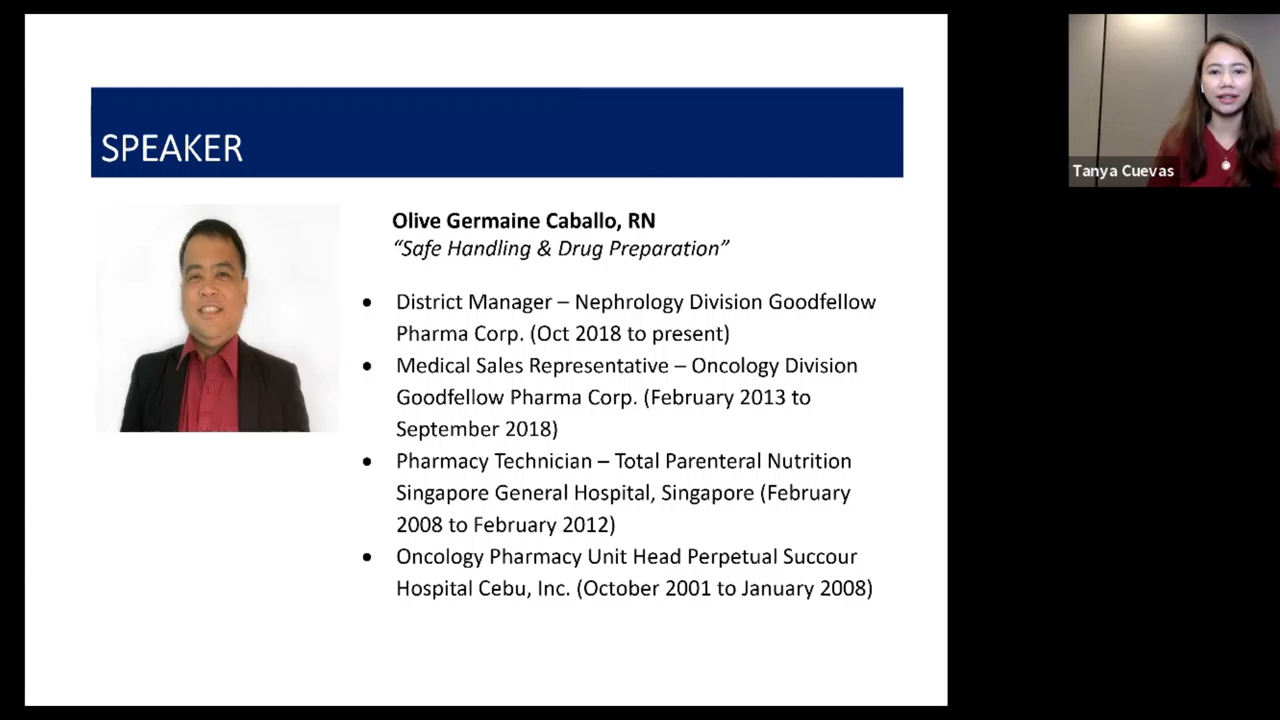 SPEAKER
Olive Germaine Caballo, RN
“Safe Handling & Drug Preparation”
• District Manager – Nephrology Division Goodfellow
Pharma Corp. (Oct 2018 to present)
• Medical Sales Representative – Oncology Division
Goodfellow Pharma Corp. (February 2013 to
September 2018)
• Pharmacy Technician – Total Parenteral Nutrition
Singapore General Hospital, Singapore (February
2008 to February 2012)
• Oncology Pharmacy Unit Head Perpetual Succour
Hospital Cebu, Inc. (October 2001 to January 2008)
Tanya Cuevas